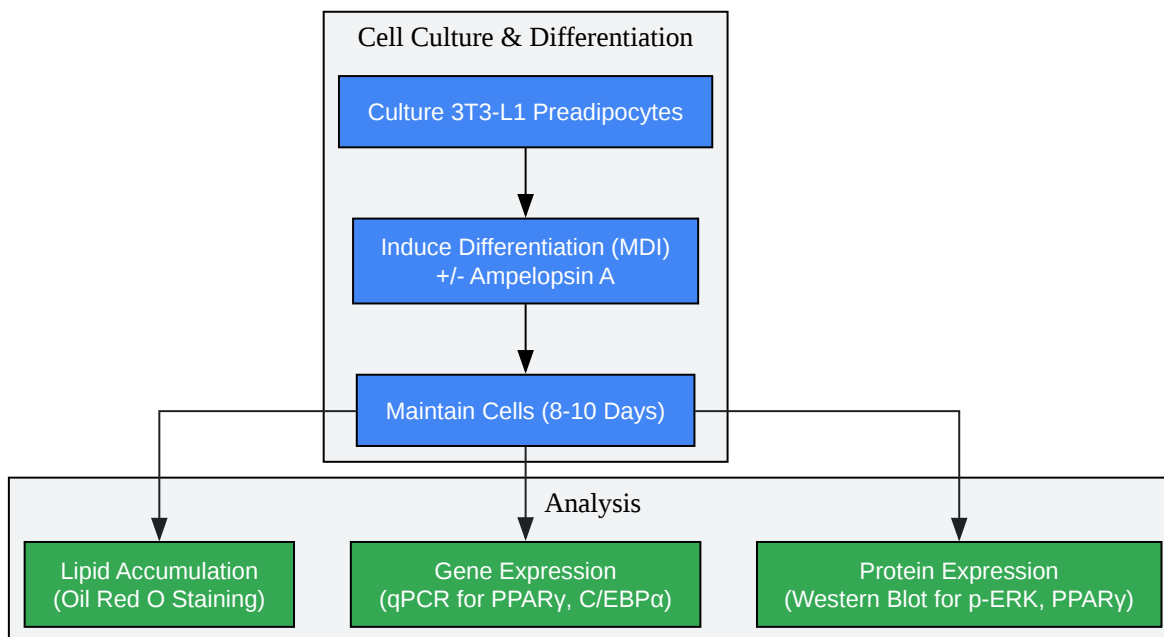 Cell Culture & Differentiation
Culture 3T3-L1 Preadipocytes
Induce Differentiation (MDI)
+/- Ampelopsin A
Maintain Cells (8-10 Days)
Analysis
Lipid Accumulation
(Oil Red O Staining)
Gene Expression
(qPCR for PPARγ, C/EBPα)
Protein Expression
(Western Blot for p-ERK, PPARγ)